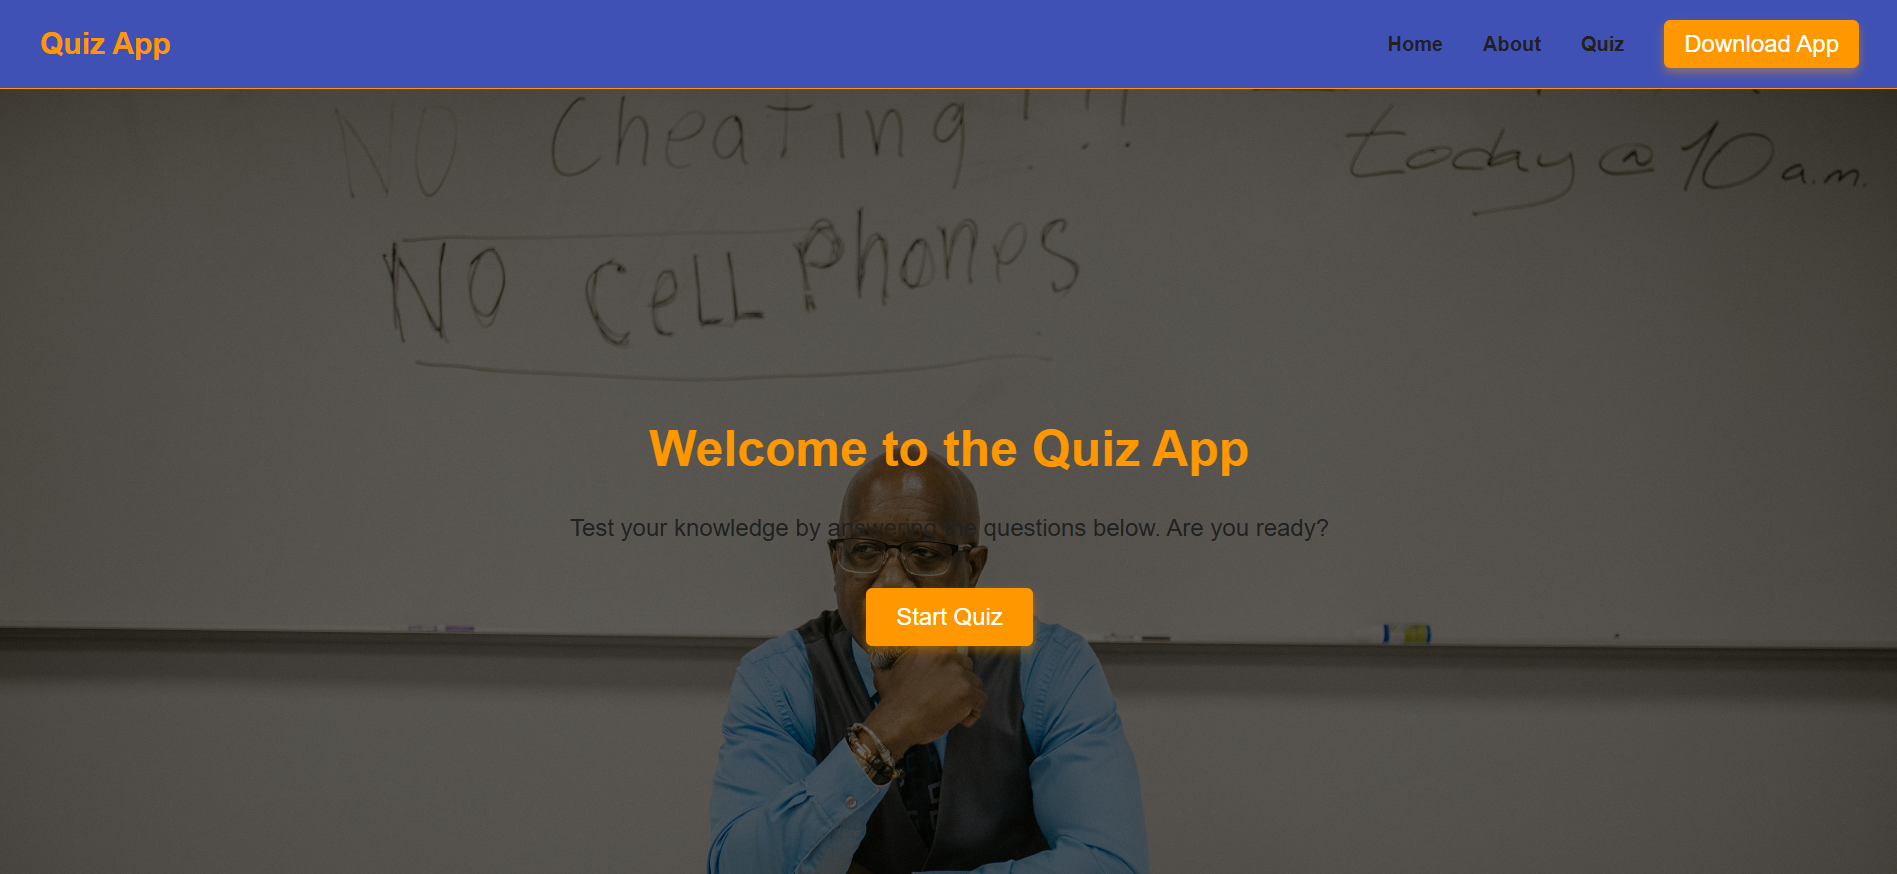 Quiz App
Home About Quiz Download App
NO Cheating!!!
today @ 10 a.m.
NO Cell Phones
Welcome to the Quiz App
Test your knowledge by answering the questions below. Are you ready?
Start Quiz